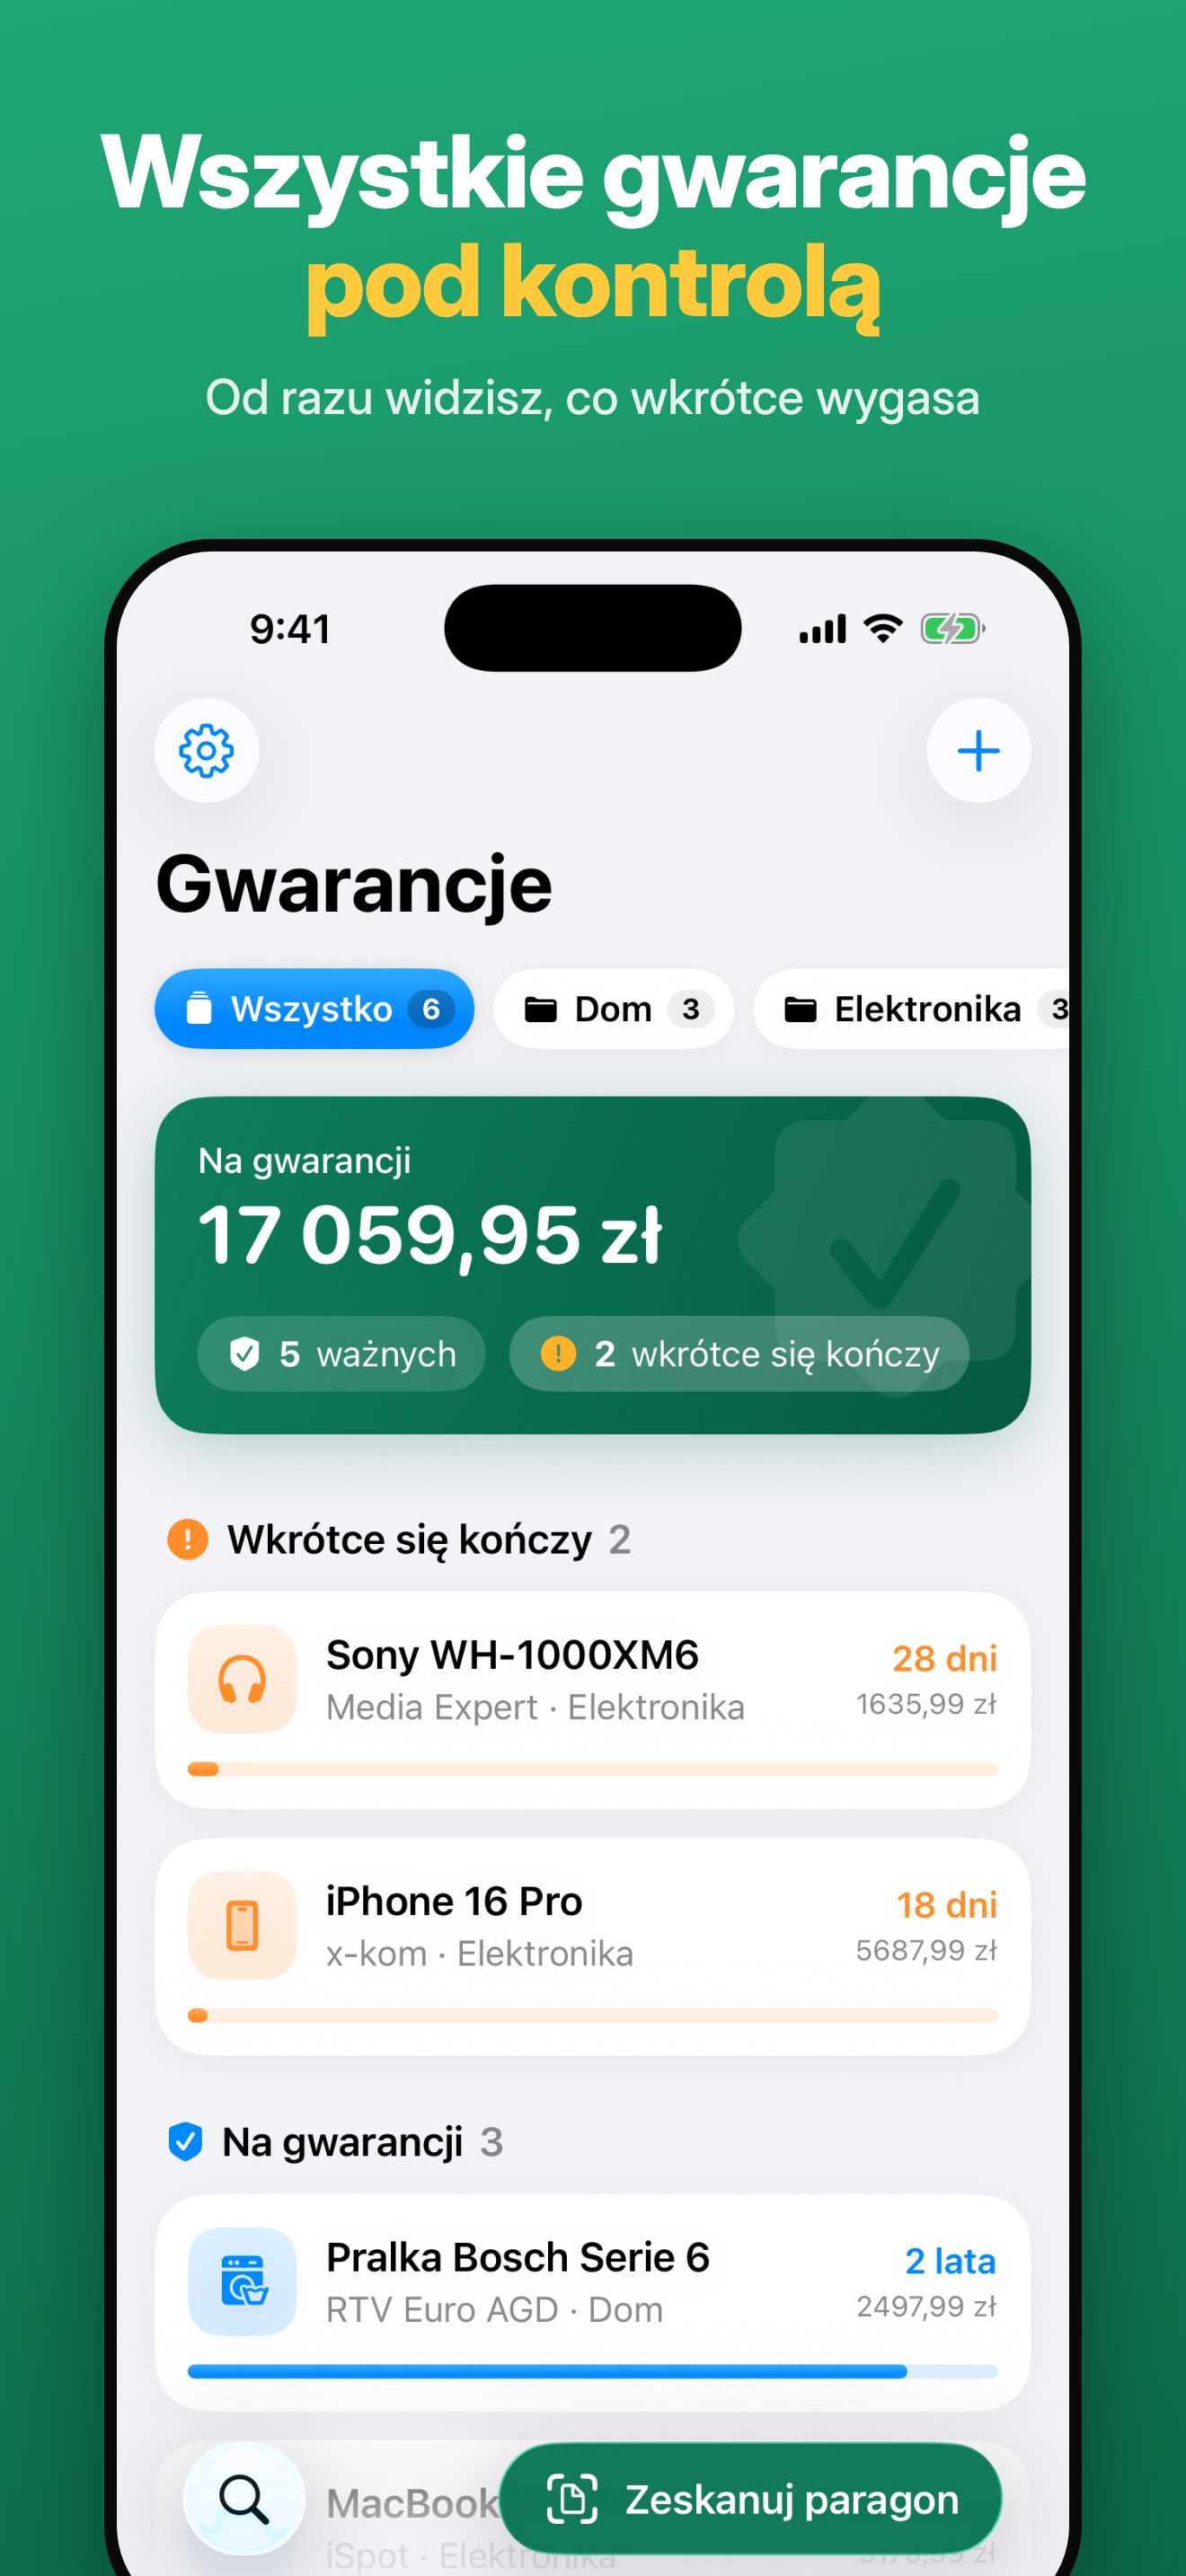 Wszystkie gwarancje
pod kontrolą
Od razu widzisz, co wkrótce wygasa
9:41
Gwarancje
Wszystko 6
Dom 3
Elektronika 3
Na gwarancji
17 059,95 zł
5 ważnych
2 wkrótce się kończy
Wkrótce się kończy 2
Sony WH-1000XM6
28 dni
Media Expert · Elektronika
1635,99 zł
iPhone 16 Pro
18 dni
x-kom · Elektronika
5687,99 zł
Na gwarancji 3
Pralka Bosch Serie 6
2 lata
RTV Euro AGD · Dom
2497,99 zł
MacBook
Zeskanuj paragon
iSpot · Elektronika